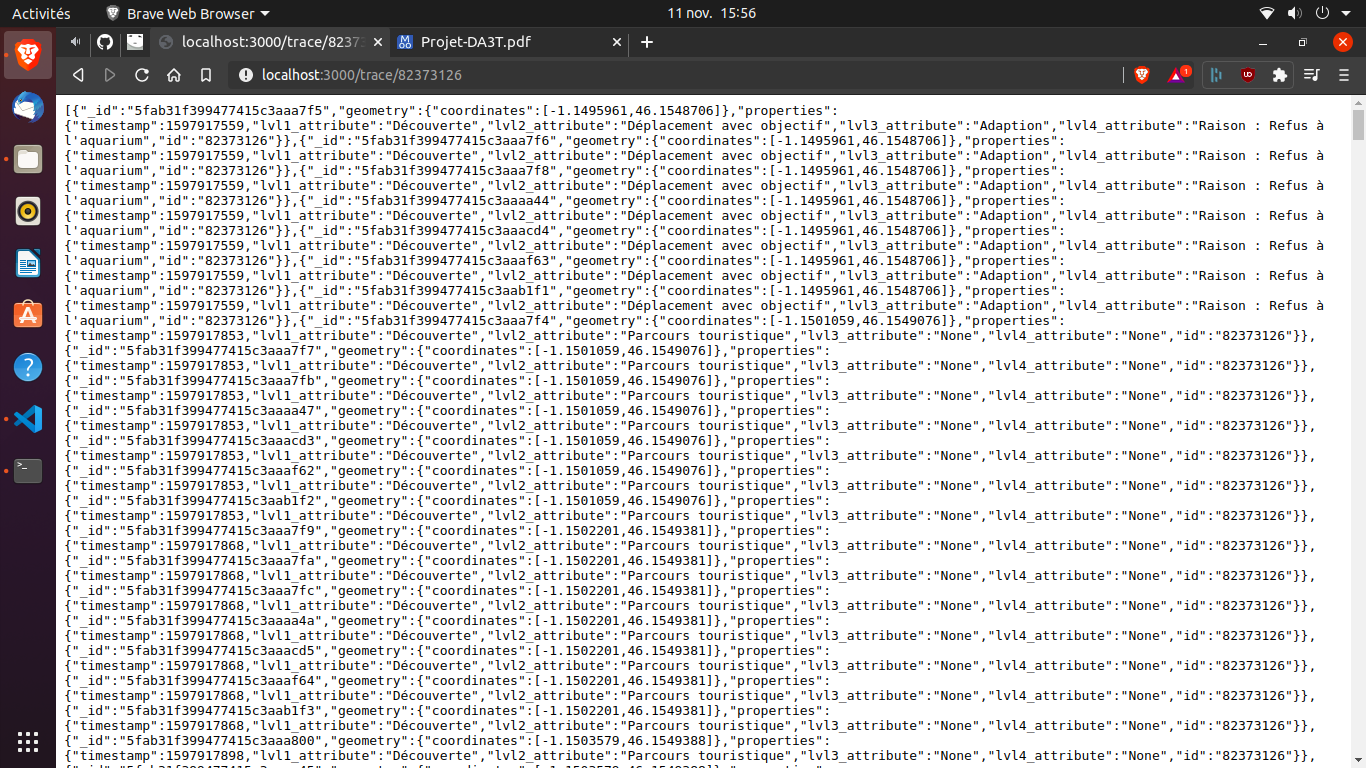 Activités
Brave Web Browser
11 nov. 15:56
localhost:3000/trace/8237
Projet-DA3T.pdf
localhost:3000/trace/82373126
1
[{"_id":"5fab31f399477415c3aaa7f5","geometry":{"coordinates":[-1.1495961,46.1548706]},"properties":
{"timestamp":1597917559,"lvl1_attribute":"Découverte","lvl2_attribute":"Déplacement avec objectif","lvl3_attribute":"Adaption","lvl4_attribute":"Raison : Refus à
l'aquarium","id":"82373126"}},{"_id":"5fab31f399477415c3aaa7f6","geometry":{"coordinates":[-1.1495961,46.1548706]},"properties":
{"timestamp":1597917559,"lvl1_attribute":"Découverte","lvl2_attribute":"Déplacement avec objectif","lvl3_attribute":"Adaption","lvl4_attribute":"Raison : Refus à
l'aquarium","id":"82373126"}},{"_id":"5fab31f399477415c3aaa7f8","geometry":{"coordinates":[-1.1495961,46.1548706]},"properties":
{"timestamp":1597917559,"lvl1_attribute":"Découverte","lvl2_attribute":"Déplacement avec objectif","lvl3_attribute":"Adaption","lvl4_attribute":"Raison : Refus à
l'aquarium","id":"82373126"}},{"_id":"5fab31f399477415c3aaaa44","geometry":{"coordinates":[-1.1495961,46.1548706]},"properties":
{"timestamp":1597917559,"lvl1_attribute":"Découverte","lvl2_attribute":"Déplacement avec objectif","lvl3_attribute":"Adaption","lvl4_attribute":"Raison : Refus à
l'aquarium","id":"82373126"}},{"_id":"5fab31f399477415c3aaacd4","geometry":{"coordinates":[-1.1495961,46.1548706]},"properties":
{"timestamp":1597917559,"lvl1_attribute":"Découverte","lvl2_attribute":"Déplacement avec objectif","lvl3_attribute":"Adaption","lvl4_attribute":"Raison : Refus à
l'aquarium","id":"82373126"}},{"_id":"5fab31f399477415c3aaaf63","geometry":{"coordinates":[-1.1495961,46.1548706]},"properties":
{"timestamp":1597917559,"lvl1_attribute":"Découverte","lvl2_attribute":"Déplacement avec objectif","lvl3_attribute":"Adaption","lvl4_attribute":"Raison : Refus à
l'aquarium","id":"82373126"}},{"_id":"5fab31f399477415c3aab1f1","geometry":{"coordinates":[-1.1495961,46.1548706]},"properties":
{"timestamp":1597917559,"lvl1_attribute":"Découverte","lvl2_attribute":"Déplacement avec objectif","lvl3_attribute":"Adaption","lvl4_attribute":"Raison : Refus à
l'aquarium","id":"82373126"}},{"_id":"5fab31f399477415c3aaa7f4","geometry":{"coordinates":[-1.1501059,46.1549076]},"properties":
{"timestamp":1597917853,"lvl1_attribute":"Découverte","lvl2_attribute":"Parcours touristique","lvl3_attribute":"None","lvl4_attribute":"None","id":"82373126"}},
{"_id":"5fab31f399477415c3aaa7f7","geometry":{"coordinates":[-1.1501059,46.1549076]},"properties":
{"timestamp":1597917853,"lvl1_attribute":"Découverte","lvl2_attribute":"Parcours touristique","lvl3_attribute":"None","lvl4_attribute":"None","id":"82373126"}},
{"_id":"5fab31f399477415c3aaa7fb","geometry":{"coordinates":[-1.1501059,46.1549076]},"properties":
{"timestamp":1597917853,"lvl1_attribute":"Découverte","lvl2_attribute":"Parcours touristique","lvl3_attribute":"None","lvl4_attribute":"None","id":"82373126"}},
{"_id":"5fab31f399477415c3aaaa47","geometry":{"coordinates":[-1.1501059,46.1549076]},"properties":
{"timestamp":1597917853,"lvl1_attribute":"Découverte","lvl2_attribute":"Parcours touristique","lvl3_attribute":"None","lvl4_attribute":"None","id":"82373126"}},
{"_id":"5fab31f399477415c3aaacd3","geometry":{"coordinates":[-1.1501059,46.1549076]},"properties":
{"timestamp":1597917853,"lvl1_attribute":"Découverte","lvl2_attribute":"Parcours touristique","lvl3_attribute":"None","lvl4_attribute":"None","id":"82373126"}},
{"_id":"5fab31f399477415c3aaaf62","geometry":{"coordinates":[-1.1501059,46.1549076]},"properties":
{"timestamp":1597917853,"lvl1_attribute":"Découverte","lvl2_attribute":"Parcours touristique","lvl3_attribute":"None","lvl4_attribute":"None","id":"82373126"}},
{"_id":"5fab31f399477415c3aab1f2","geometry":{"coordinates":[-1.1501059,46.1549076]},"properties":
{"timestamp":1597917853,"lvl1_attribute":"Découverte","lvl2_attribute":"Parcours touristique","lvl3_attribute":"None","lvl4_attribute":"None","id":"82373126"}},
{"_id":"5fab31f399477415c3aaa7f9","geometry":{"coordinates":[-1.1502201,46.1549381]},"properties":
{"timestamp":1597917868,"lvl1_attribute":"Découverte","lvl2_attribute":"Parcours touristique","lvl3_attribute":"None","lvl4_attribute":"None","id":"82373126"}},
{"_id":"5fab31f399477415c3aaa7fa","geometry":{"coordinates":[-1.1502201,46.1549381]},"properties":
{"timestamp":1597917868,"lvl1_attribute":"Découverte","lvl2_attribute":"Parcours touristique","lvl3_attribute":"None","lvl4_attribute":"None","id":"82373126"}},
{"_id":"5fab31f399477415c3aaa7fc","geometry":{"coordinates":[-1.1502201,46.1549381]},"properties":
{"timestamp":1597917868,"lvl1_attribute":"Découverte","lvl2_attribute":"Parcours touristique","lvl3_attribute":"None","lvl4_attribute":"None","id":"82373126"}},
{"_id":"5fab31f399477415c3aaaa4a","geometry":{"coordinates":[-1.1502201,46.1549381]},"properties":
{"timestamp":1597917868,"lvl1_attribute":"Découverte","lvl2_attribute":"Parcours touristique","lvl3_attribute":"None","lvl4_attribute":"None","id":"82373126"}},
{"_id":"5fab31f399477415c3aaacd5","geometry":{"coordinates":[-1.1502201,46.1549381]},"properties":
{"timestamp":1597917868,"lvl1_attribute":"Découverte","lvl2_attribute":"Parcours touristique","lvl3_attribute":"None","lvl4_attribute":"None","id":"82373126"}},
{"_id":"5fab31f399477415c3aaaf64","geometry":{"coordinates":[-1.1502201,46.1549381]},"properties":
{"timestamp":1597917868,"lvl1_attribute":"Découverte","lvl2_attribute":"Parcours touristique","lvl3_attribute":"None","lvl4_attribute":"None","id":"82373126"}},
{"_id":"5fab31f399477415c3aab1f3","geometry":{"coordinates":[-1.1502201,46.1549381]},"properties":
{"timestamp":1597917868,"lvl1_attribute":"Découverte","lvl2_attribute":"Parcours touristique","lvl3_attribute":"None","lvl4_attribute":"None","id":"82373126"}},
{"_id":"5fab31f399477415c3aaa800","geometry":{"coordinates":[-1.1503579,46.1549388]},"properties":
{"timestamp":1597917898,"lvl1_attribute":"Découverte","lvl2_attribute":"Parcours touristique","lvl3_attribute":"None","lvl4_attribute":"None","id":"82373126"}},